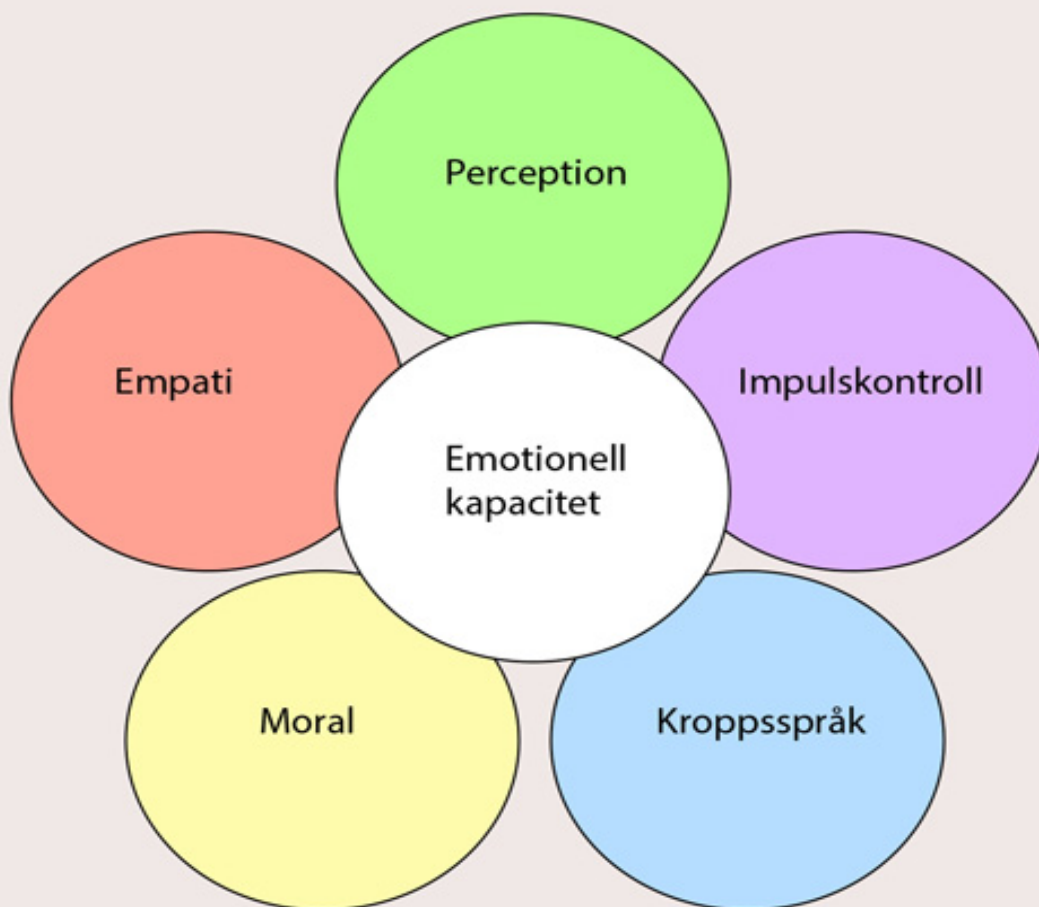 Perception
Empati
Impulskontroll
Emotionell
kapacitet
Moral
Kroppsspråk